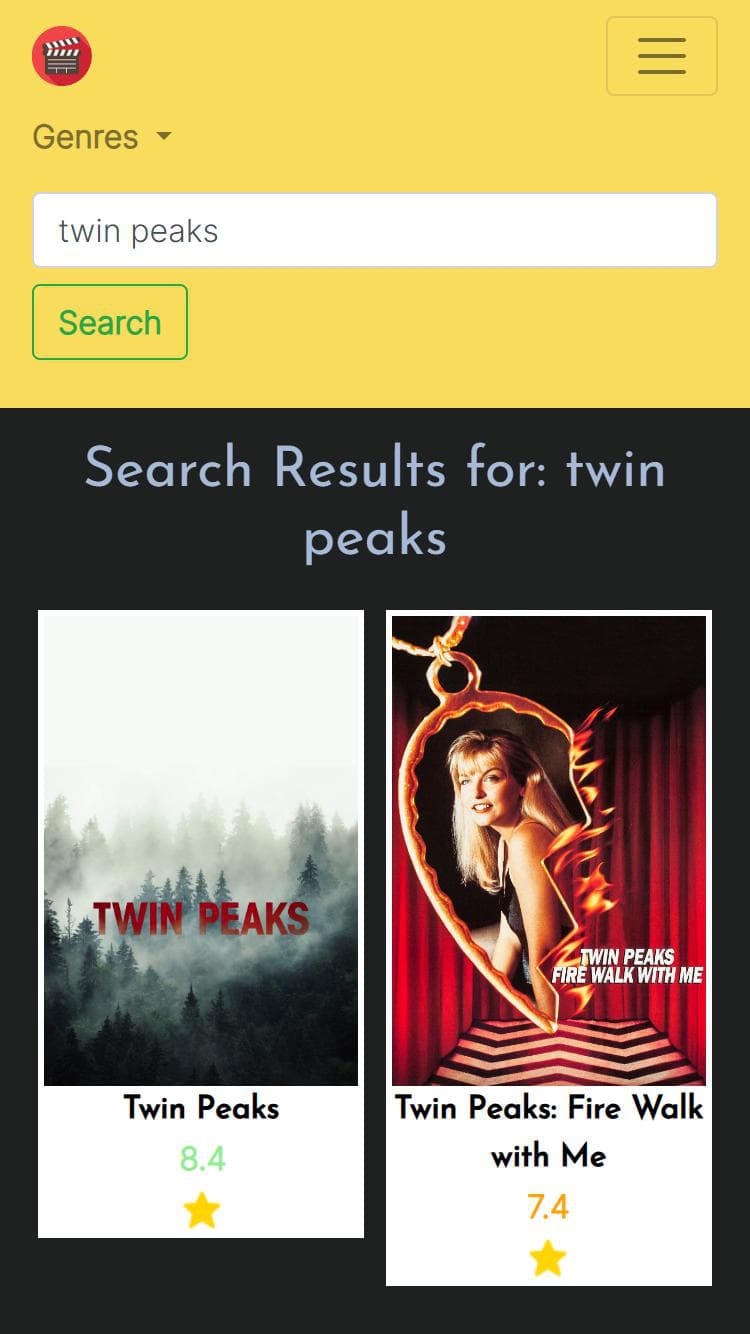 Genres
twin peaks
Search
Search Results for: twin
peaks
TWIN PEAKS
TWIN PEAKS
FIRE WALK WITH ME
Twin Peaks
8.4
Twin Peaks: Fire Walk
with Me
7.4